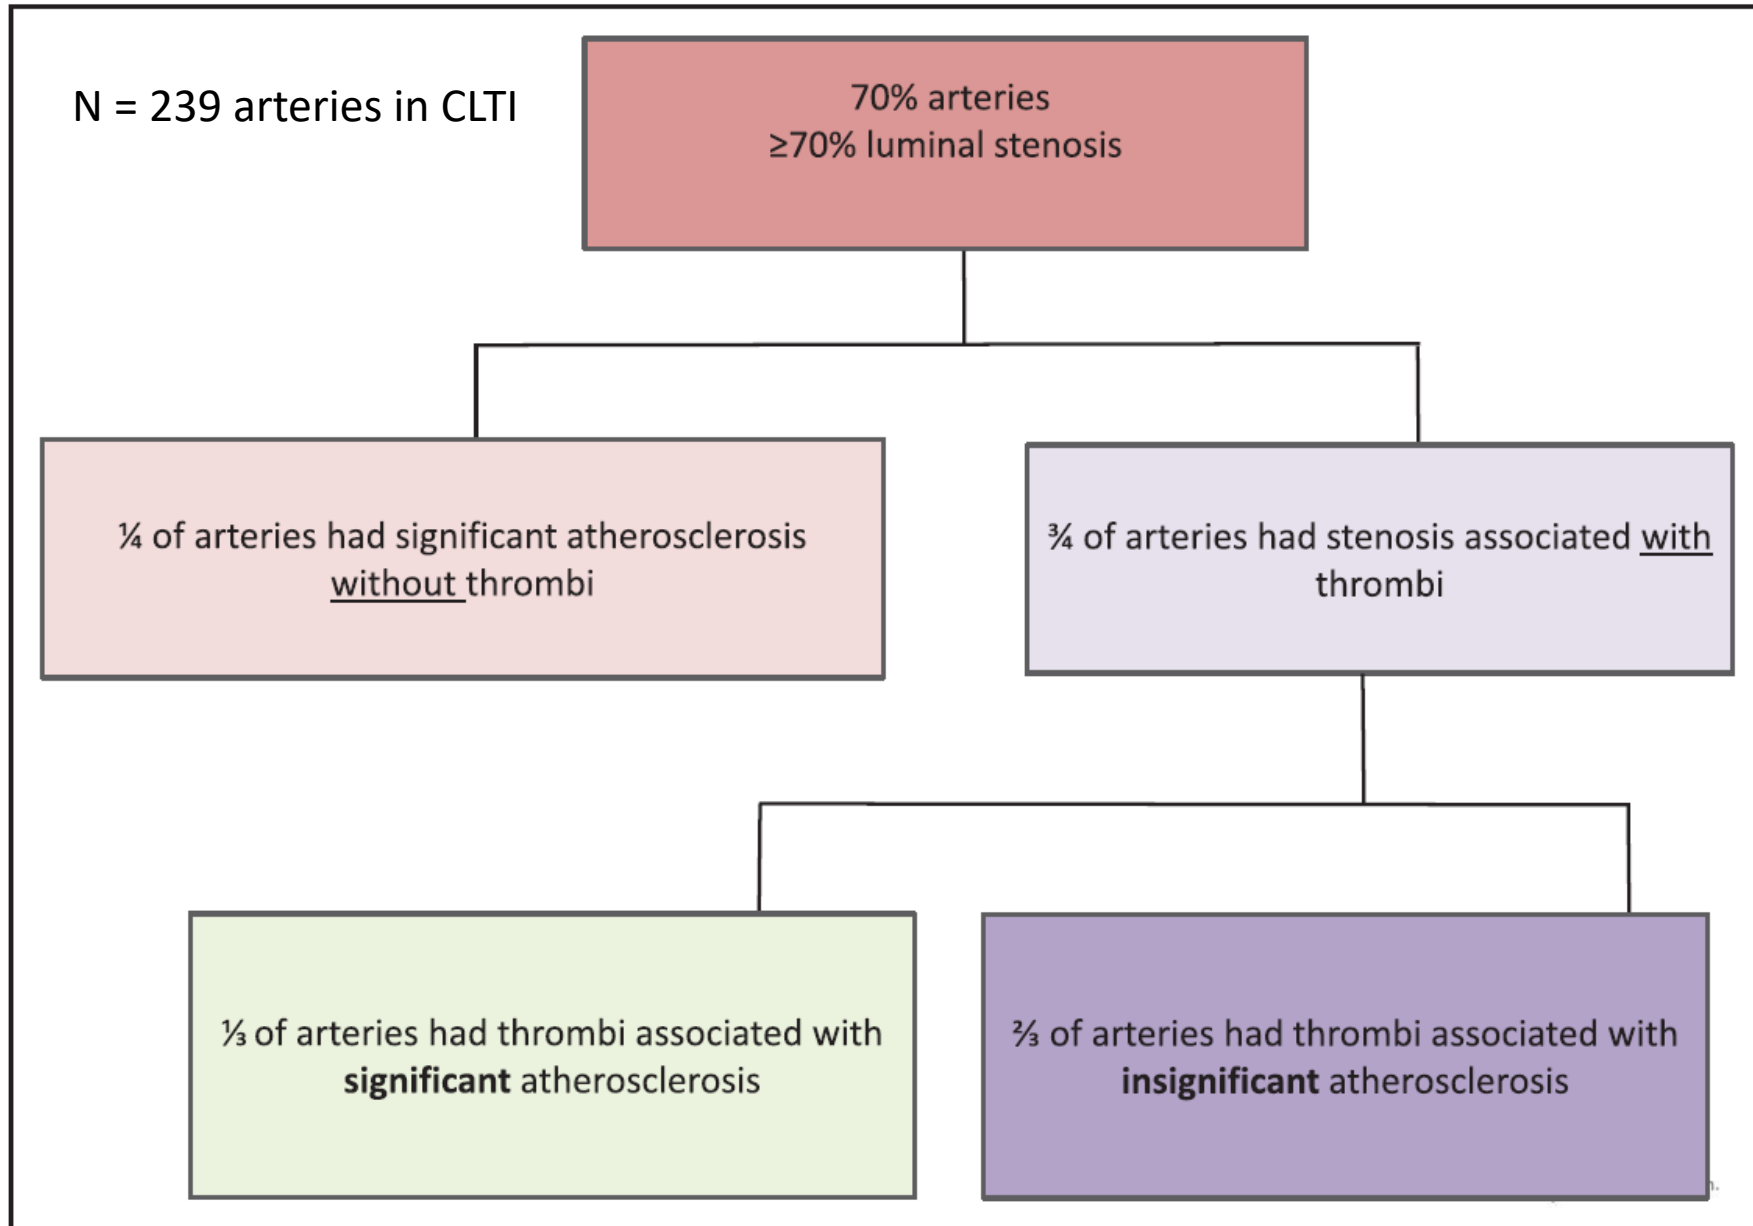 N = 239 arteries in CLTI
70% arteries
≥70% luminal stenosis
¼ of arteries had significant atherosclerosis
without thrombi
¾ of arteries had stenosis associated with
thrombi
⅓ of arteries had thrombi associated with
significant atherosclerosis
⅔ of arteries had thrombi associated with
insignificant atherosclerosis